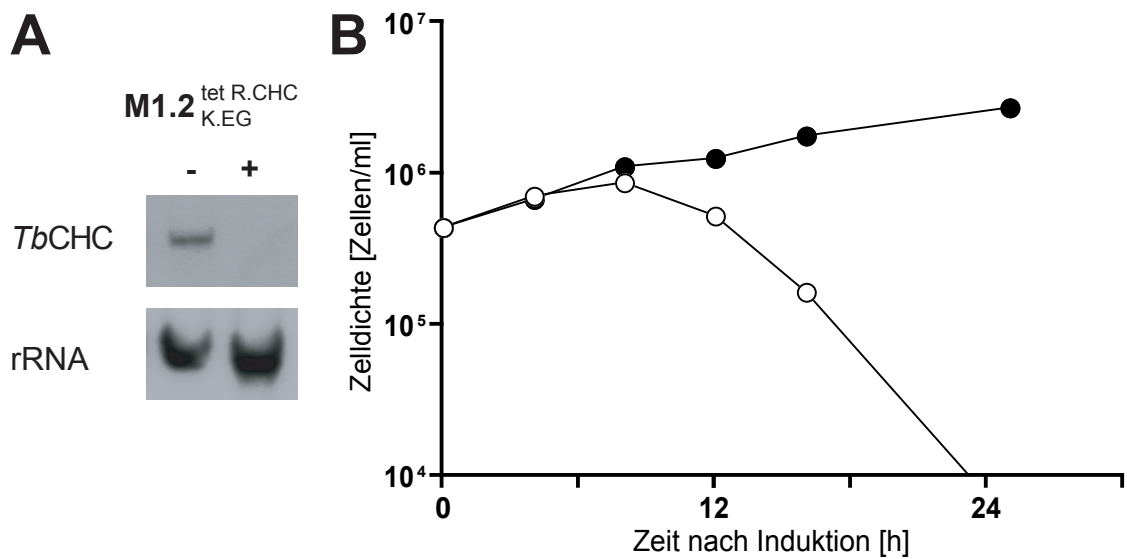 A
M1.2 tet R.CHC
K.EG
- +
TbCHC
rRNA
B
Zelldichte [Zellen/ml]
10⁷
10⁶
10⁵
10⁴
0 12 24
Zeit nach Induktion [h]